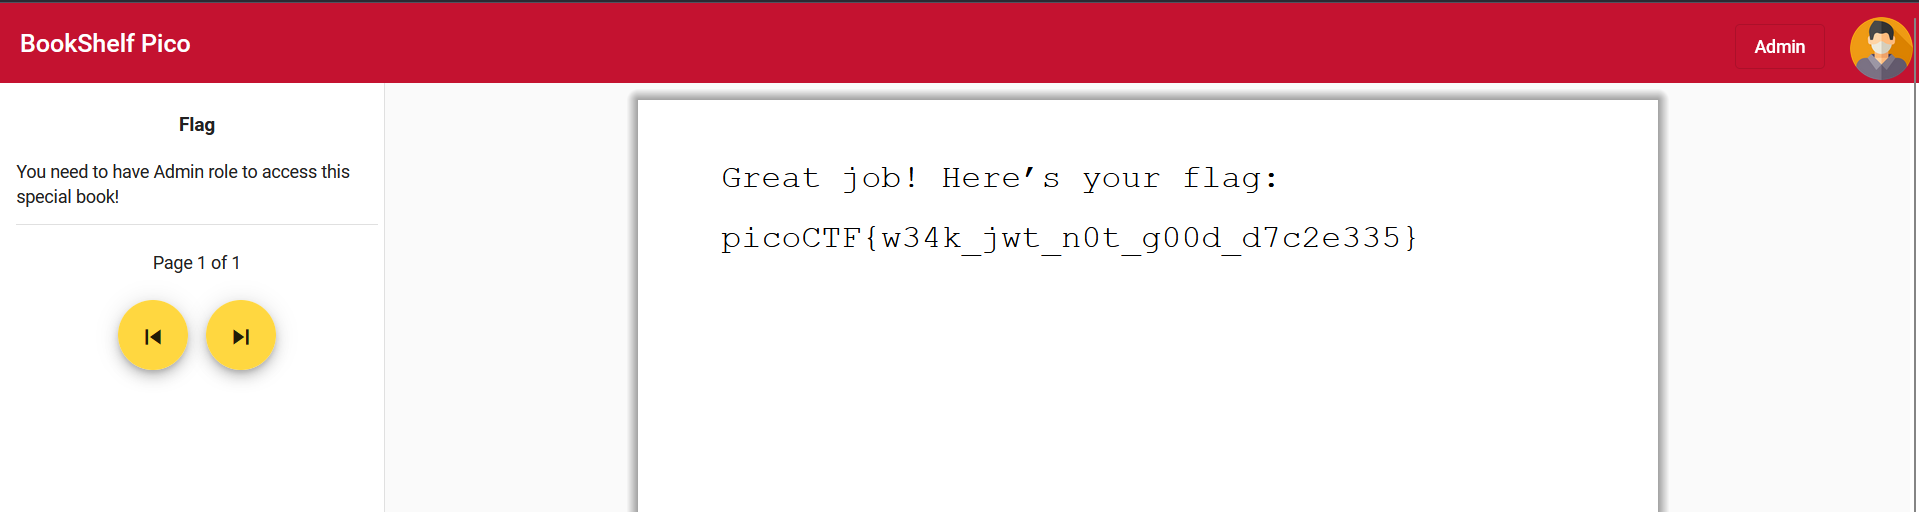 BookShelf Pico
Admin
Flag
You need to have Admin role to access this
special book!
Page 1 of 1
Great job! Here’s your flag:
picoCTF{w34k_jwt_n0t_g00d_d7c2e335}